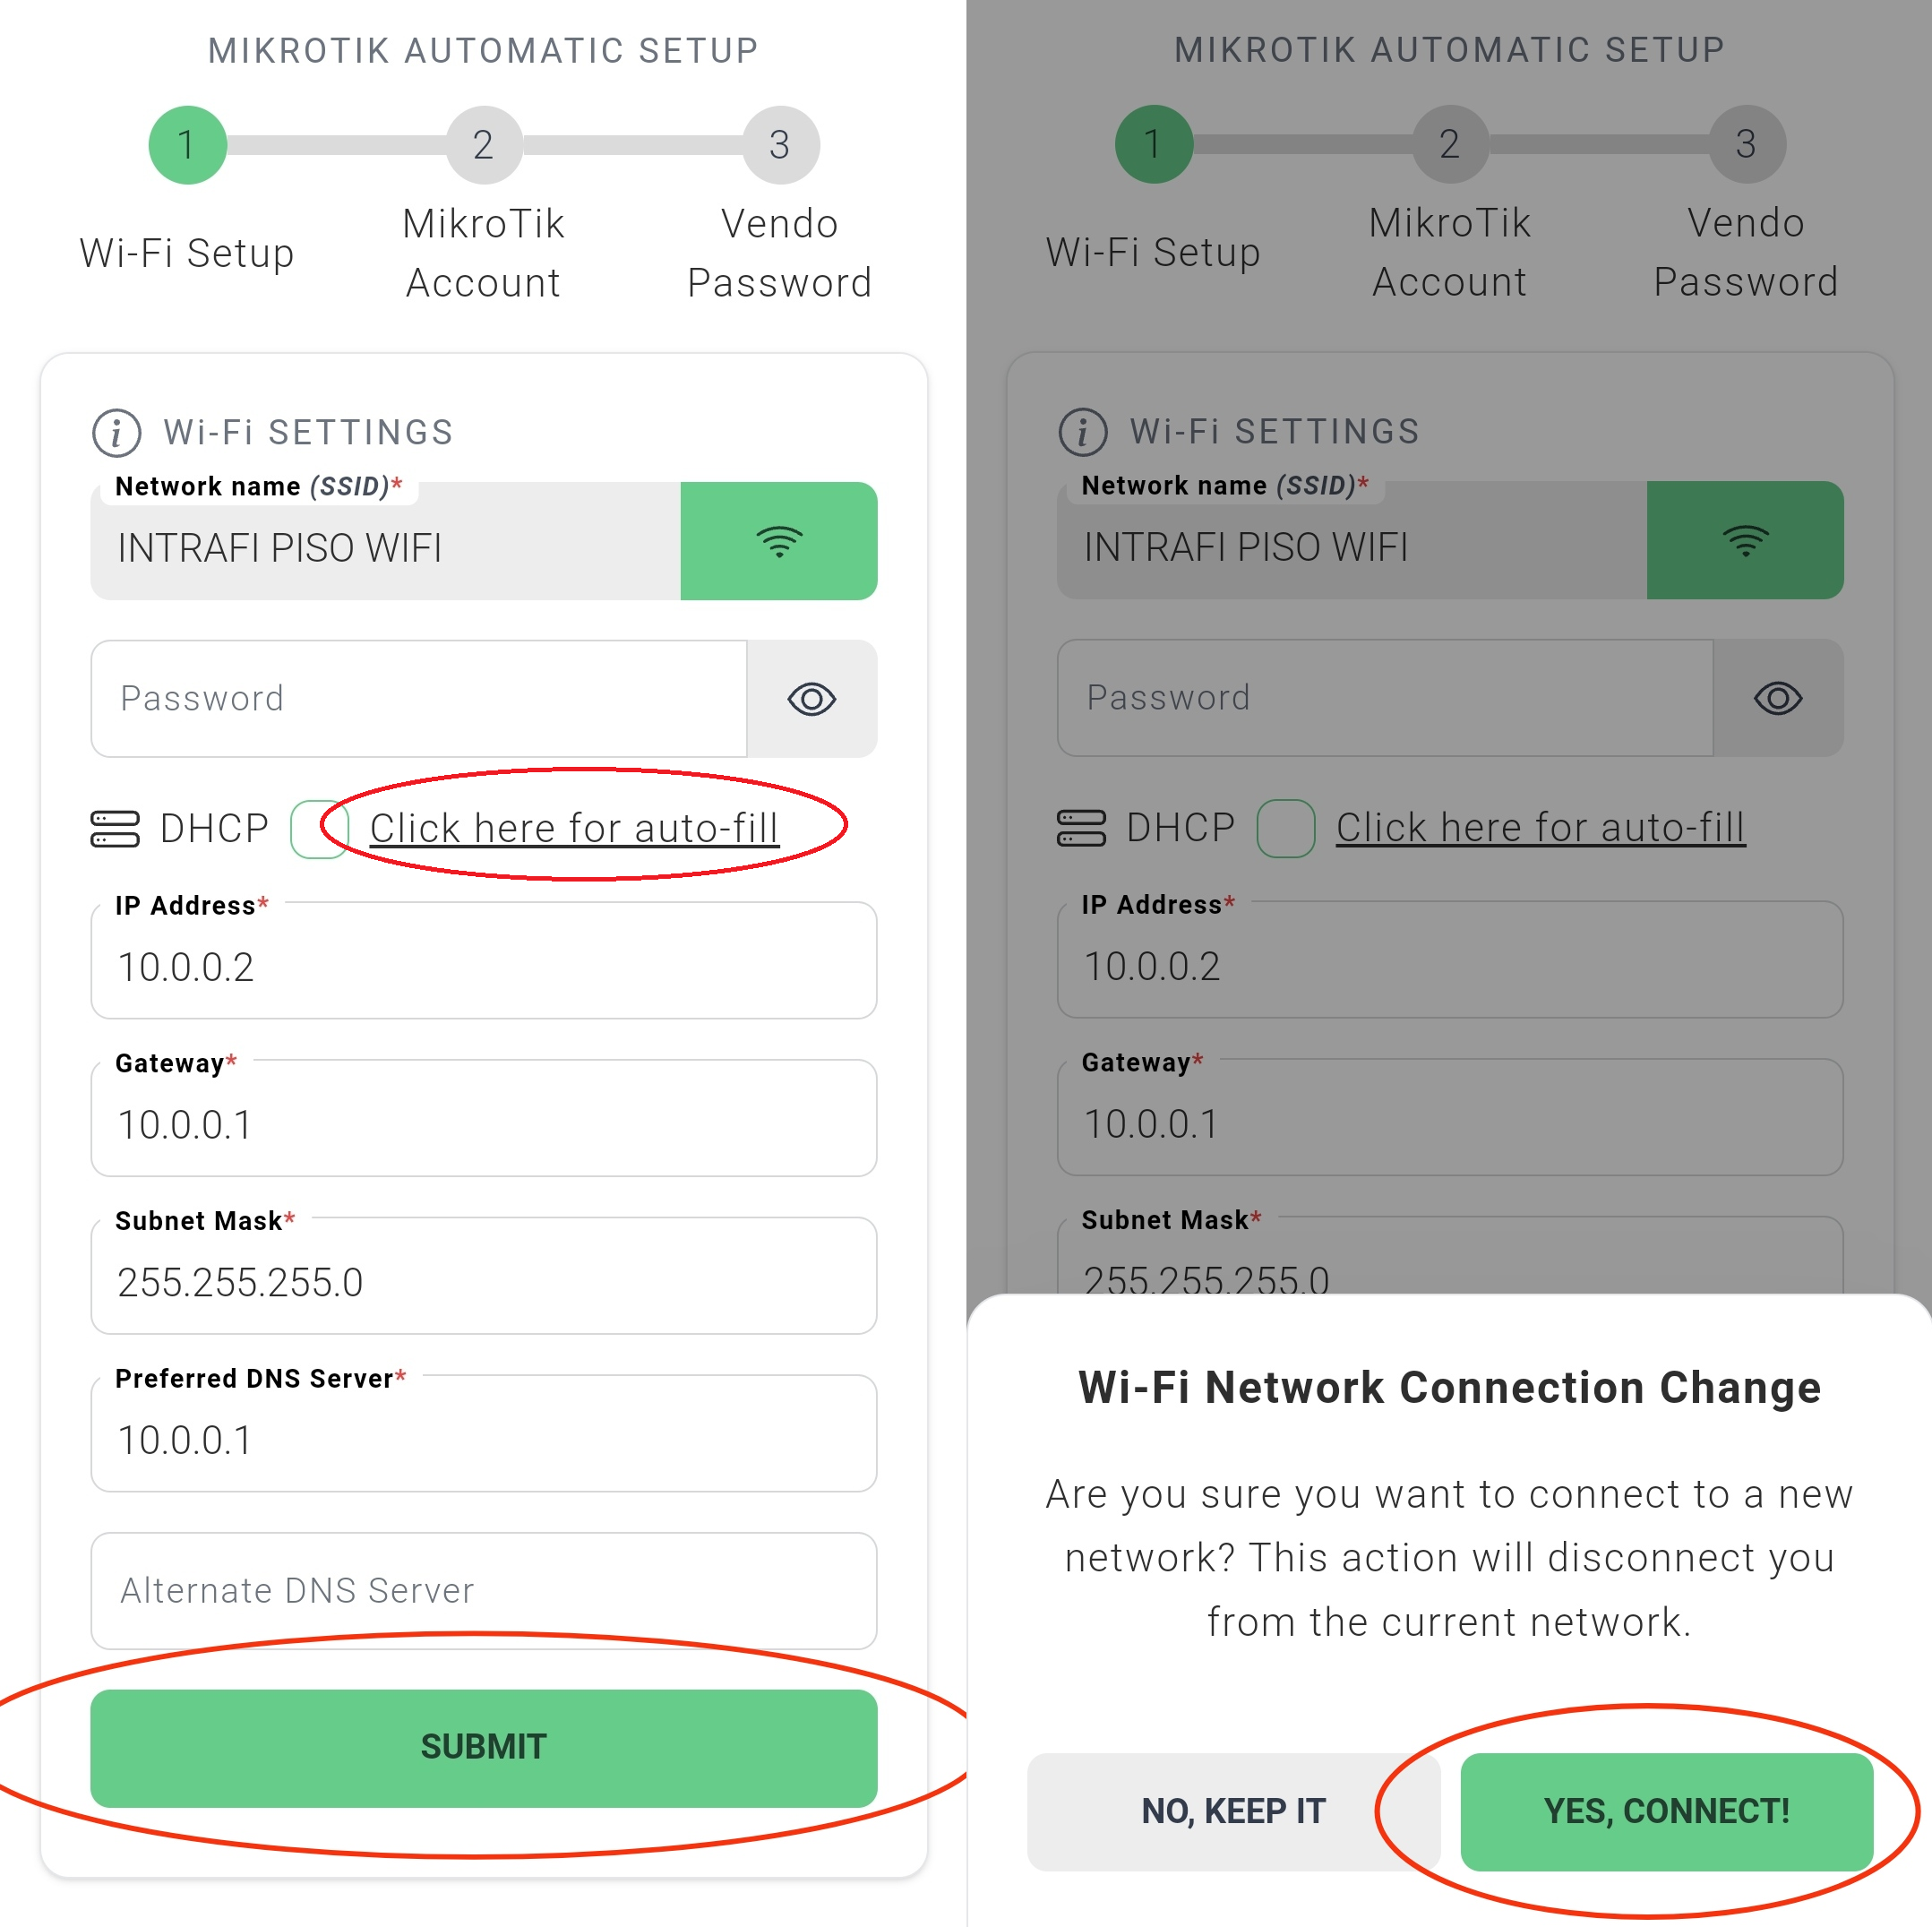 MIKROTIK AUTOMATIC SETUP
1
2
3
Wi-Fi Setup
MikroTik
Account
Vendo
Password
i Wi-Fi SETTINGS
Network name (SSID)*
INTRAFI PISO WIFI
Password
DHCP Click here for auto-fill
IP Address*
10.0.0.2
Gateway*
10.0.0.1
Subnet Mask*
255.255.255.0
Preferred DNS Server*
10.0.0.1
Alternate DNS Server
SUBMIT
MIKROTIK AUTOMATIC SETUP
1
2
3
Wi-Fi Setup
MikroTik
Account
Vendo
Password
i Wi-Fi SETTINGS
Network name (SSID)*
INTRAFI PISO WIFI
Password
DHCP Click here for auto-fill
IP Address*
10.0.0.2
Gateway*
10.0.0.1
Subnet Mask*
255.255.255.0
Wi-Fi Network Connection Change
Are you sure you want to connect to a new
network? This action will disconnect you
from the current network.
NO, KEEP IT
YES, CONNECT!